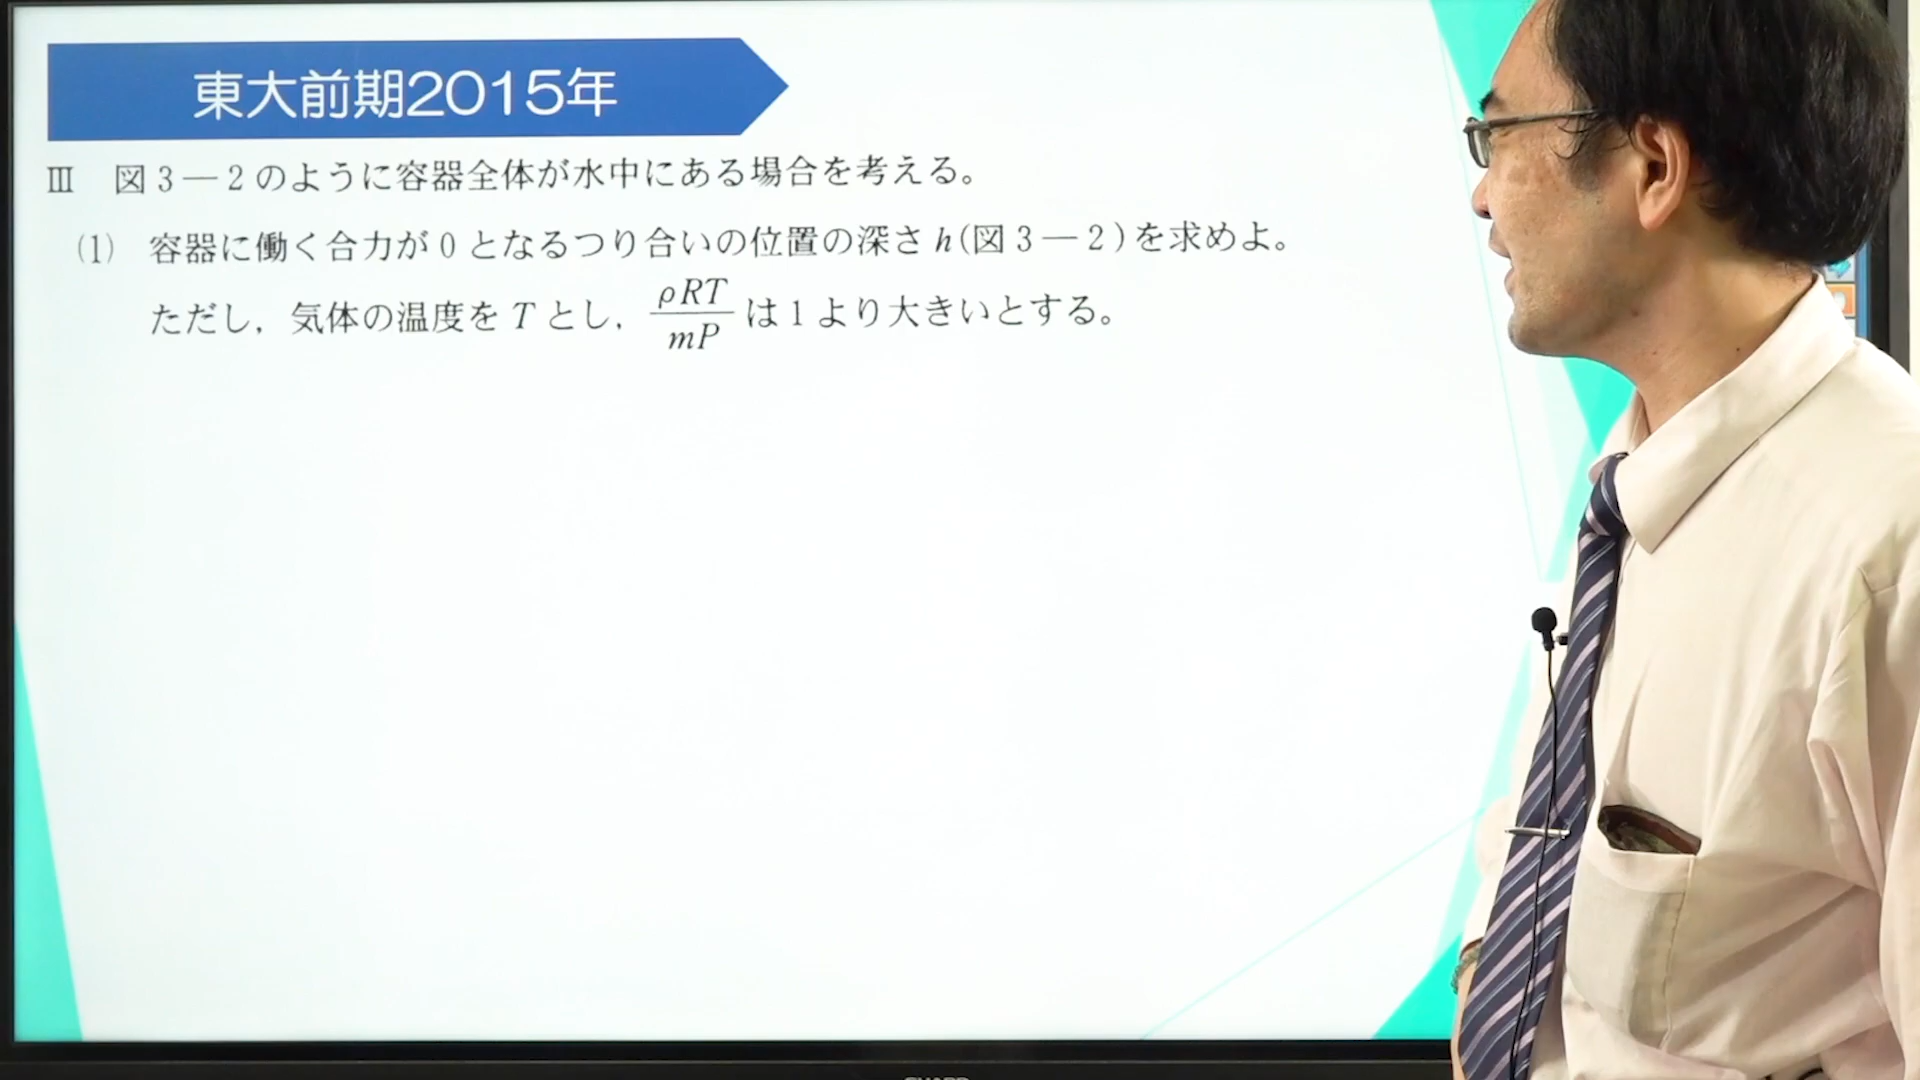 東大前期2015年
Ⅲ 図3―2のように容器全体が水中にある場合を考える。
(1) 容器に働く合力が0となるつり合いの位置の深さh(図3―2)を求めよ。
ただし，気体の温度をTとし，ρRT/mPは1より大きいとする。